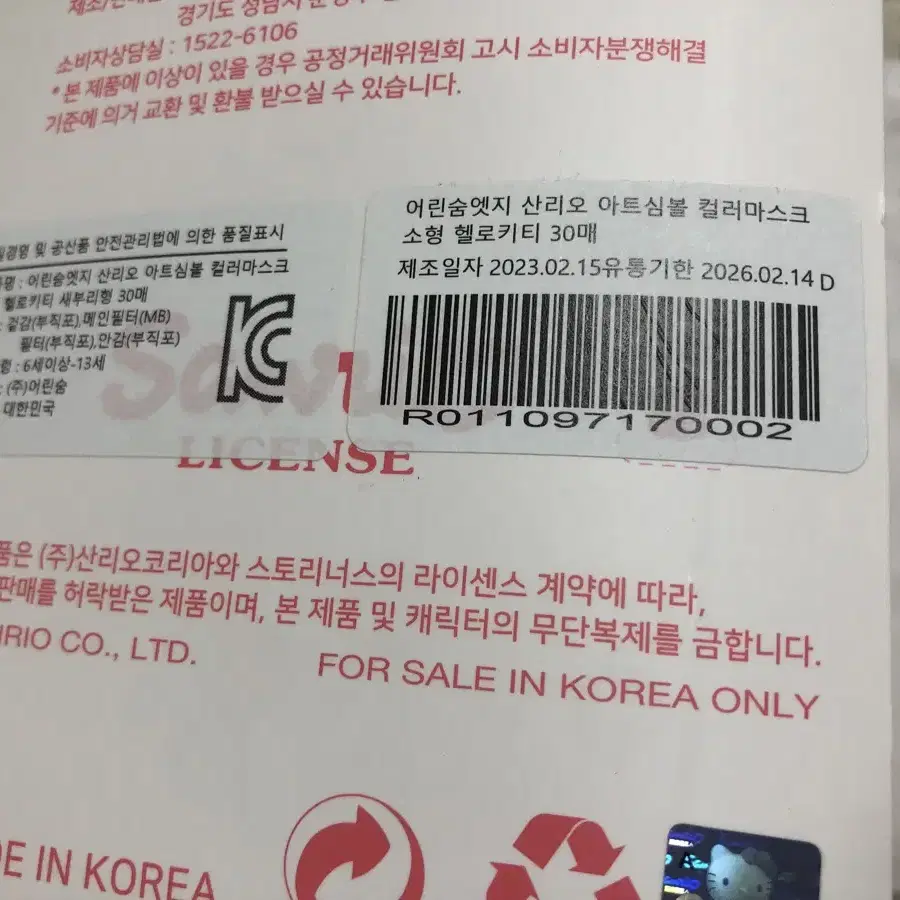 경기도 성남시
소비자상담실 : 1522-6106
*본 제품에 이상이 있을 경우 공정거래위원회 고시 소비자분쟁해결
기준에 의거 교환 및 환불 받으실 수 있습니다.
및 공산품 안전관리법에 의한 품질표시
: 어린숨엣지 산리오 아트심볼 컬러마스크
헬로키티 새부리형 30매
: 겉감(부직포),메인필터(MB)
필터(부직포),안감(부직포)
: 6세이상-13세
: (주)어린숨
대한민국
어린숨엣지 산리오 아트심볼 컬러마스크
소형 헬로키티 30매
제조일자 2023.02.15유통기한 2026.02.14 D
R0110971170002
LICENSE
품은 (주)산리오코리아와 스토리너스의 라이센스 계약에 따라,
판매를 허락받은 제품이며, 본 제품 및 캐릭터의 무단복제를 금합니다.
RIO CO., LTD.
FOR SALE IN KOREA ONLY
DE IN KOREA